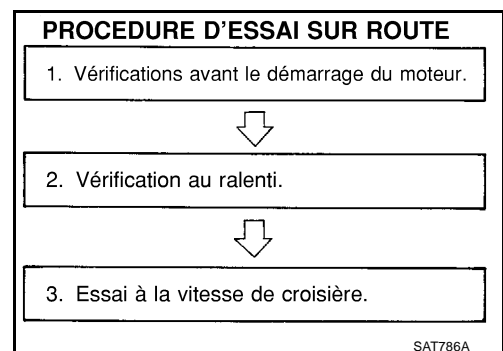 PROCEDURE D'ESSAI SUR ROUTE
1. Vérifications avant le démarrage du moteur.
2. Vérification au ralenti.
3. Essai à la vitesse de croisière.
SAT786A